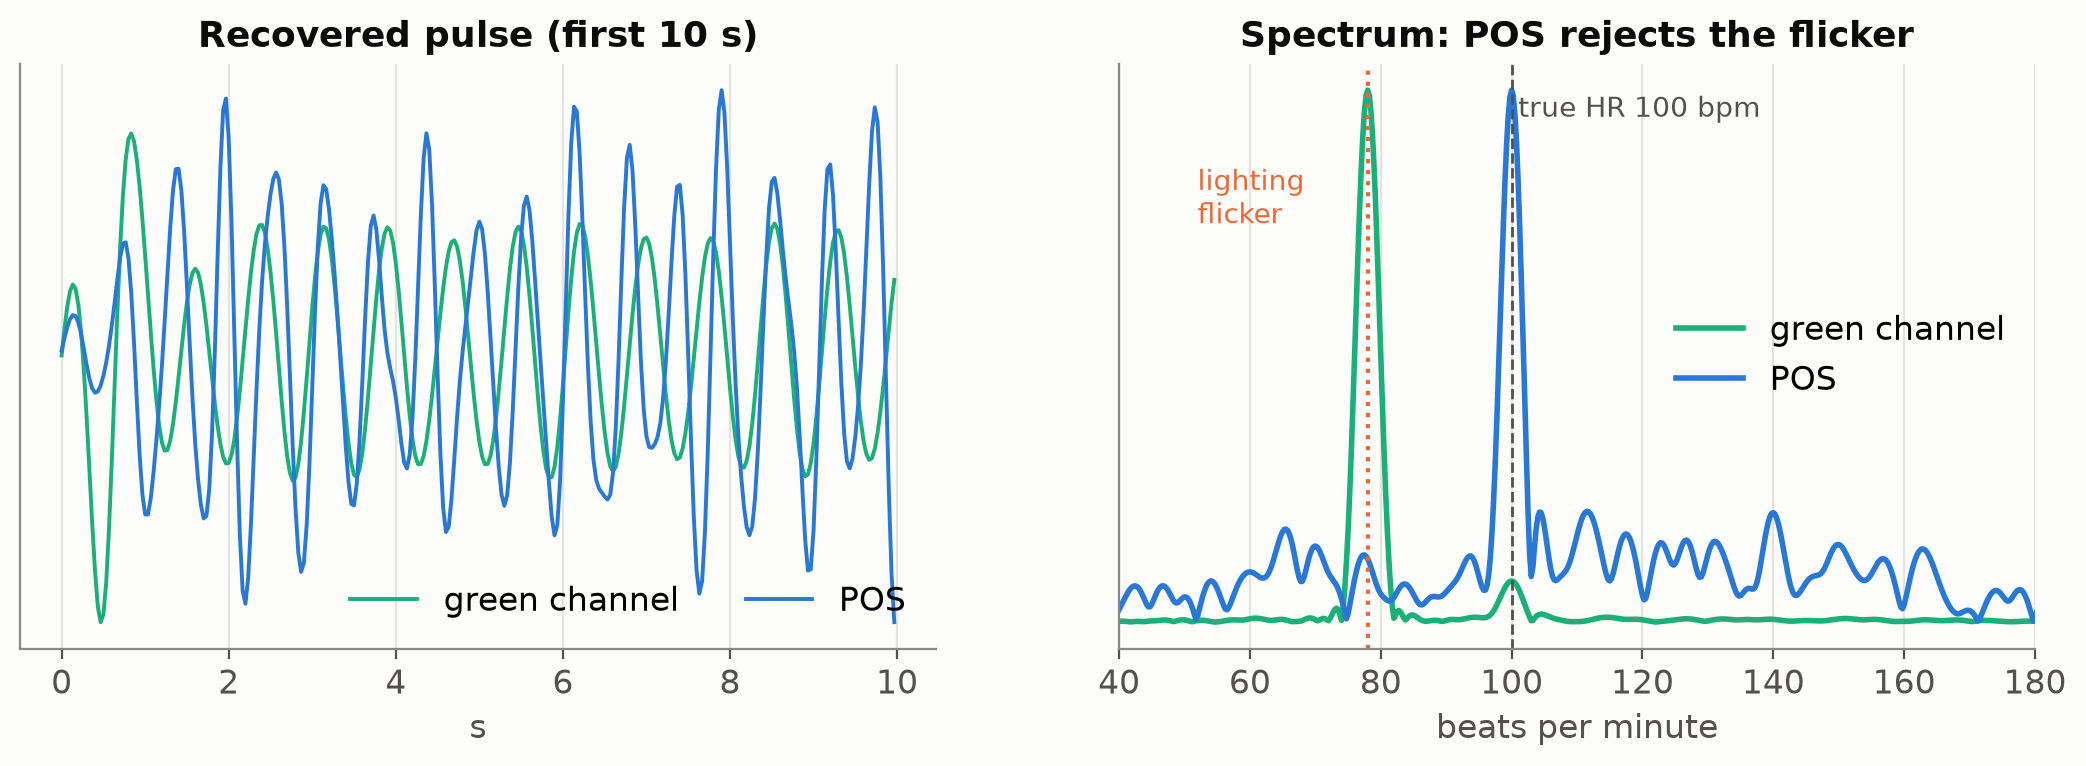 Recovered pulse (first 10 s)
green channel
POS
0 2 4 6 8 10
s
Spectrum: POS rejects the flicker
true HR 100 bpm
lighting
flicker
green channel
POS
40 60 80 100 120 140 160 180
beats per minute